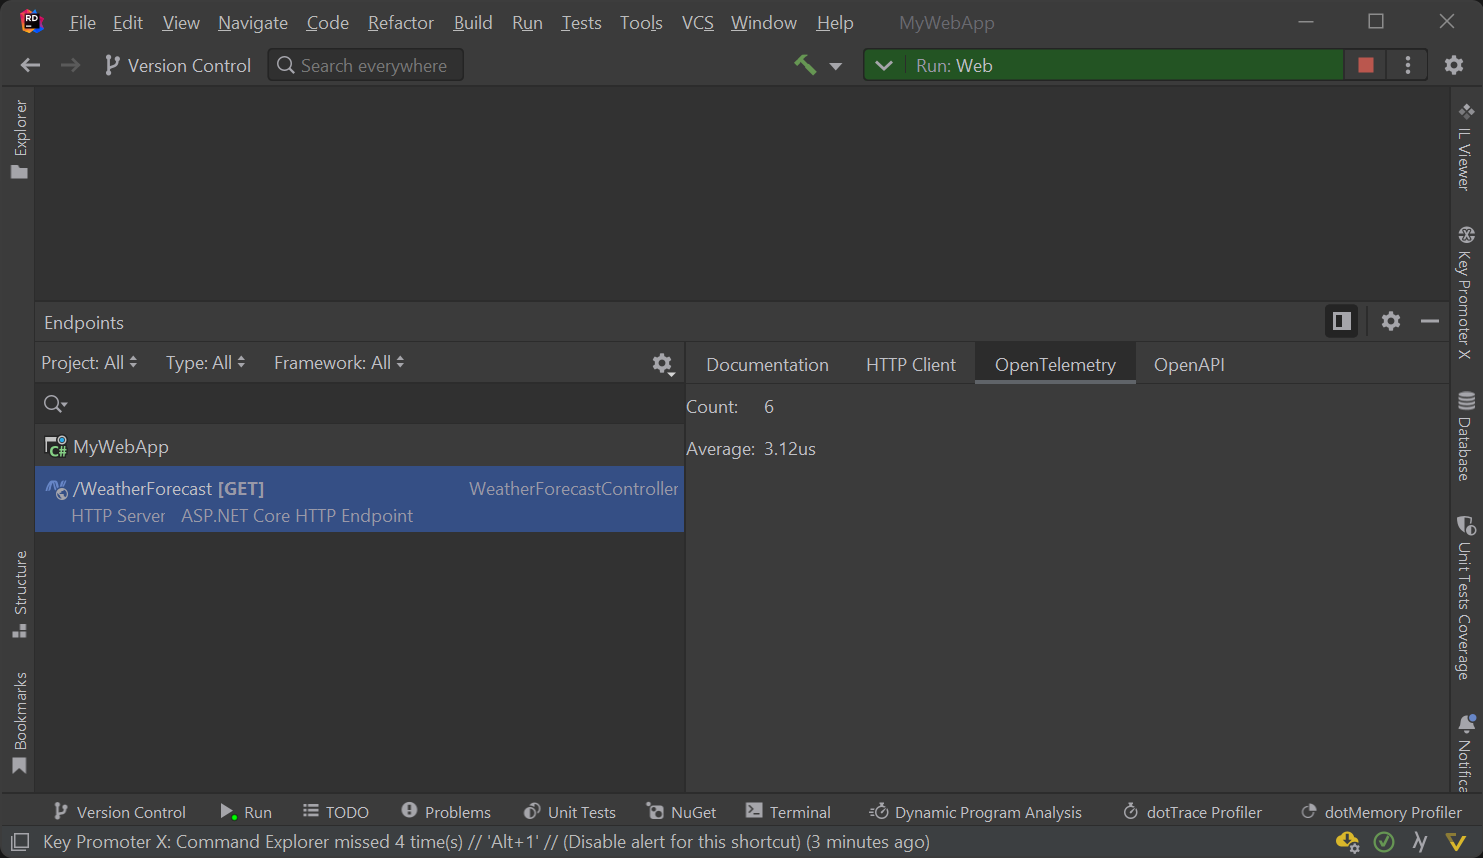 RD File Edit View Navigate Code Refactor Build Run Tests Tools VCS Window Help MyWebApp
Version Control Search everywhere Run: Web
Explorer
Structure
Bookmarks
Endpoints
Project: All Type: All Framework: All
MyWebApp
/WeatherForecast [GET] WeatherForecastController
HTTP Server ASP.NET Core HTTP Endpoint
Documentation HTTP Client OpenTelemetry OpenAPI
Count: 6
Average: 3.12us
IL Viewer
Key Promoter X
Database
Unit Tests Coverage
Notifica
Version Control Run TODO Problems Unit Tests NuGet Terminal Dynamic Program Analysis dotTrace Profiler dotMemory Profiler
Key Promoter X: Command Explorer missed 4 time(s) // 'Alt+1' // (Disable alert for this shortcut) (3 minutes ago)